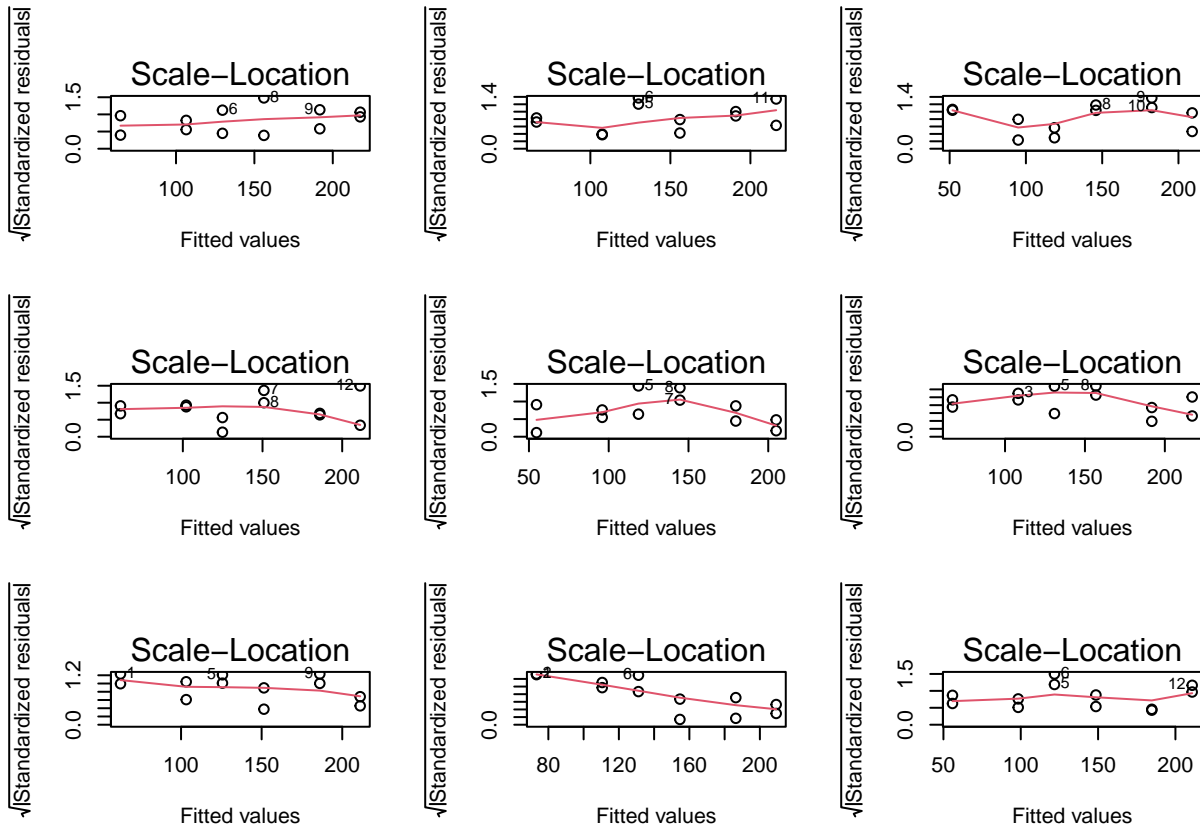 Scale−Location
√|Standardized residuals|
1.5
0.0
8
6
9
100 150 200
Fitted values
Scale−Location
√|Standardized residuals|
1.4
0.0
6
5
11
100 150 200
Fitted values
Scale−Location
√|Standardized residuals|
1.4
0.0
9
8
10
50 100 150 200
Fitted values
Scale−Location
√|Standardized residuals|
1.5
0.0
7
12
8
100 150 200
Fitted values
Scale−Location
√|Standardized residuals|
1.5
0.0
5
8
7
50 100 150 200
Fitted values
Scale−Location
√|Standardized residuals|
0.0
5
8
3
100 150 200
Fitted values
Scale−Location
√|Standardized residuals|
1.2
0.0
1
5
9
100 150 200
Fitted values
Scale−Location
√|Standardized residuals|
0.0
6
80 120 160 200
Fitted values
Scale−Location
√|Standardized residuals|
1.5
0.0
6
5
12
50 100 150 200
Fitted values